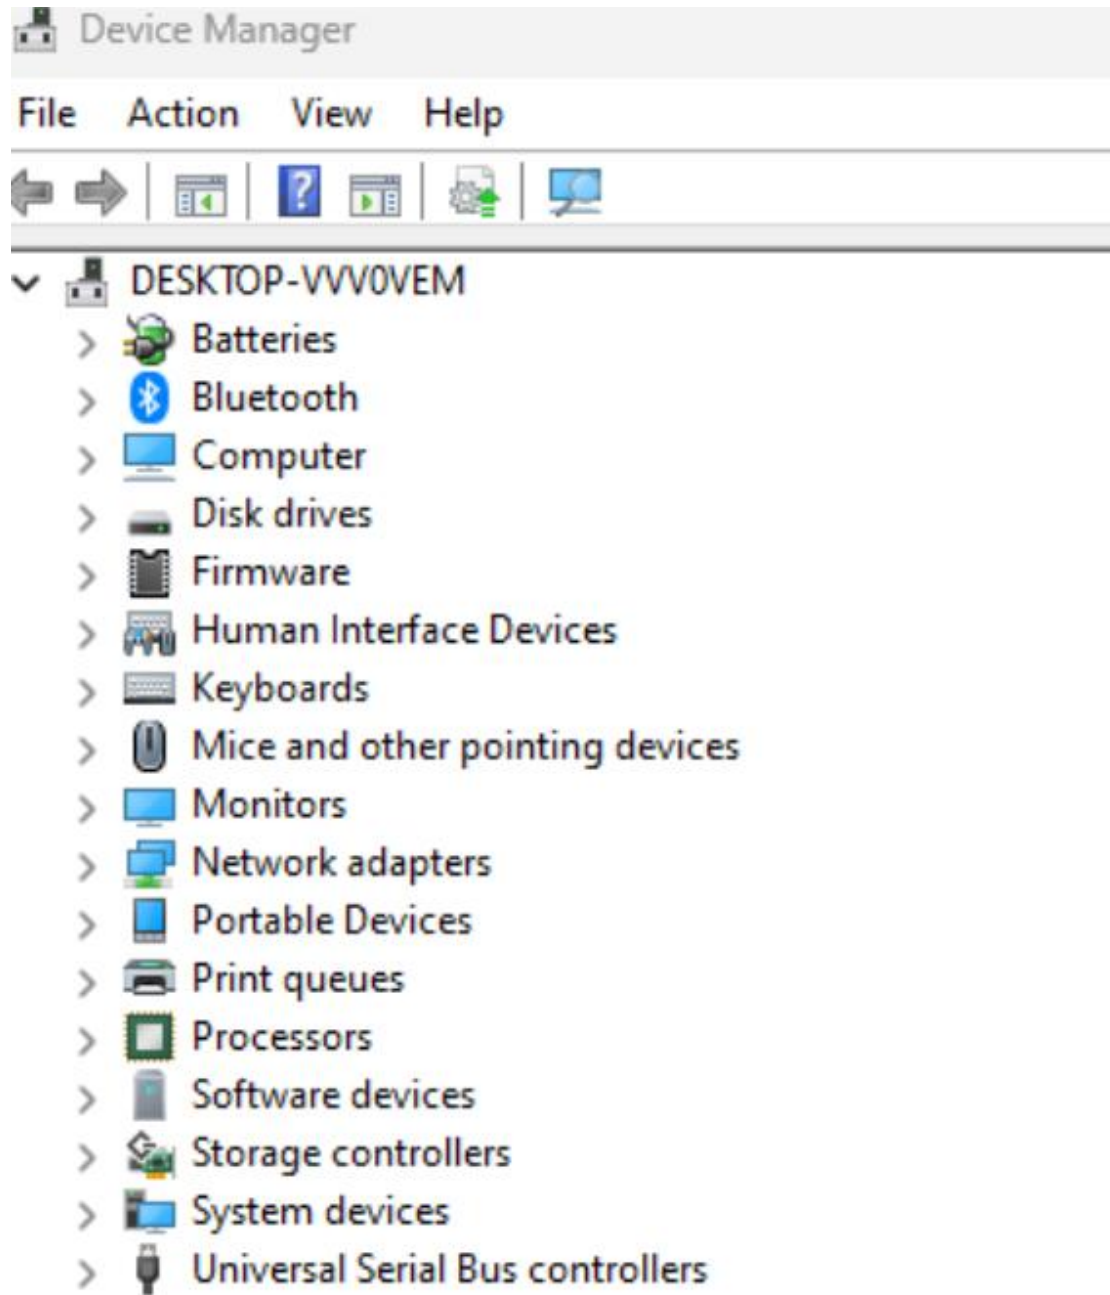 Device Manager
File Action View Help
DESKTOP-VVV0VEM
Batteries
Bluetooth
Computer
Disk drives
Firmware
Human Interface Devices
Keyboards
Mice and other pointing devices
Monitors
Network adapters
Portable Devices
Print queues
Processors
Software devices
Storage controllers
System devices
Universal Serial Bus controllers